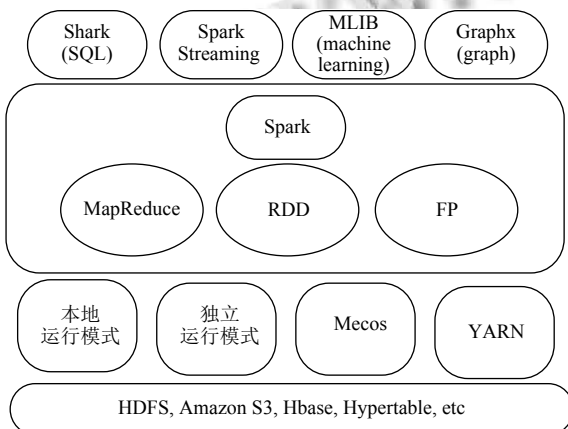 Shark
(SQL)
Spark
Streaming
MLIB
(machine
learning)
Graphx
(graph)
Spark
MapReduce
RDD
FP
本地
运行模式
独立
运行模式
Mecos
YARN
HDFS, Amazon S3, Hbase, Hypertable, etc